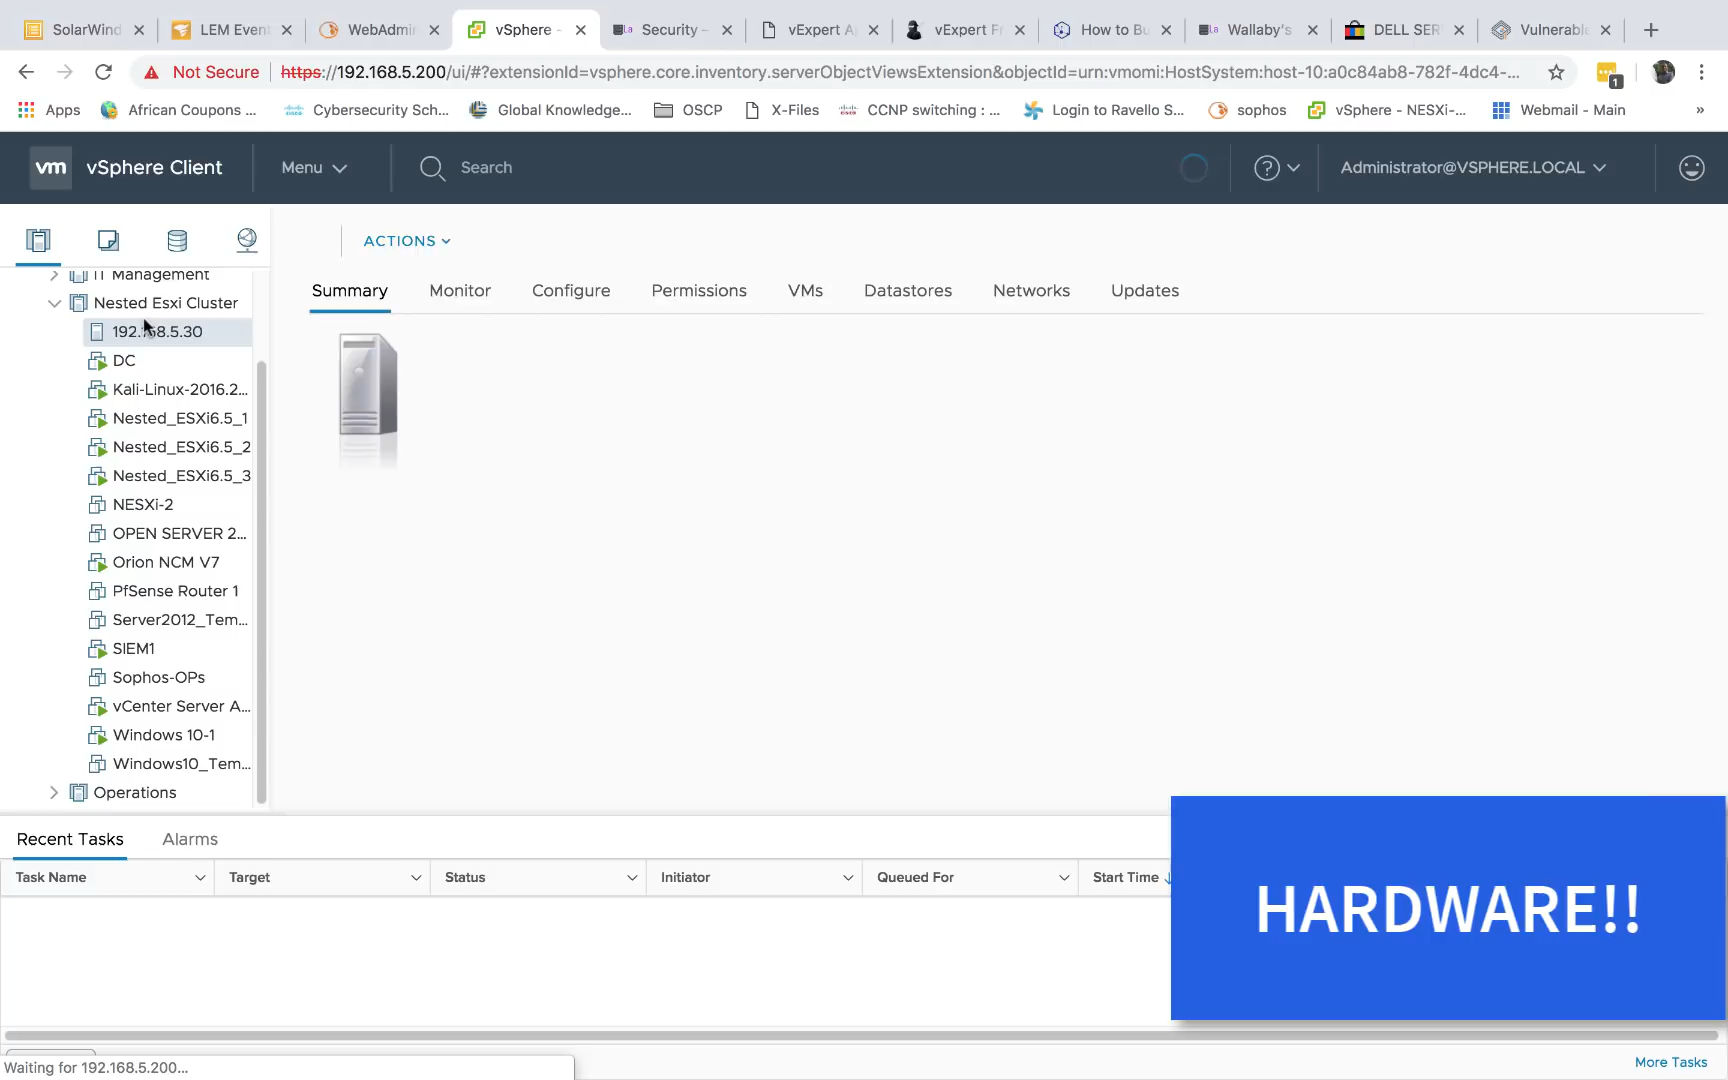 SolarWind
LEM Even
WebAdmi
vSphere -
Security –
vExpert A
vExpert Fr
How to Bu
Wallaby's
DELL SER
Vulnerable
Not Secure
https://192.168.5.200/ui/#?extensionId=vsphere.core.inventory.serverObjectViewsExtension&objectId=urn:vmomi:HostSystem:host-10:a0c84ab8-782f-4dc4-...
1
Apps
African Coupons ...
Cybersecurity Sch...
Global Knowledge...
OSCP
X-Files
CCNP switching : ...
Login to Ravello S...
sophos
vSphere - NESXi-...
Webmail - Main
»
vm
vSphere Client
Menu
Search
Administrator@VSPHERE.LOCAL
ACTIONS
IT Management
Nested Esxi Cluster
192.168.5.30
DC
Kali-Linux-2016.2...
Nested_ESXi6.5_1
Nested_ESXi6.5_2
Nested_ESXi6.5_3
NESXi-2
OPEN SERVER 2...
Orion NCM V7
PfSense Router 1
Server2012_Tem...
SIEM1
Sophos-OPs
vCenter Server A...
Windows 10-1
Windows10_Tem...
Operations
Summary
Monitor
Configure
Permissions
VMs
Datastores
Networks
Updates
Recent Tasks
Alarms
Task Name
Target
Status
Initiator
Queued For
Start Time
HARDWARE!!
Waiting for 192.168.5.200...
More Tasks